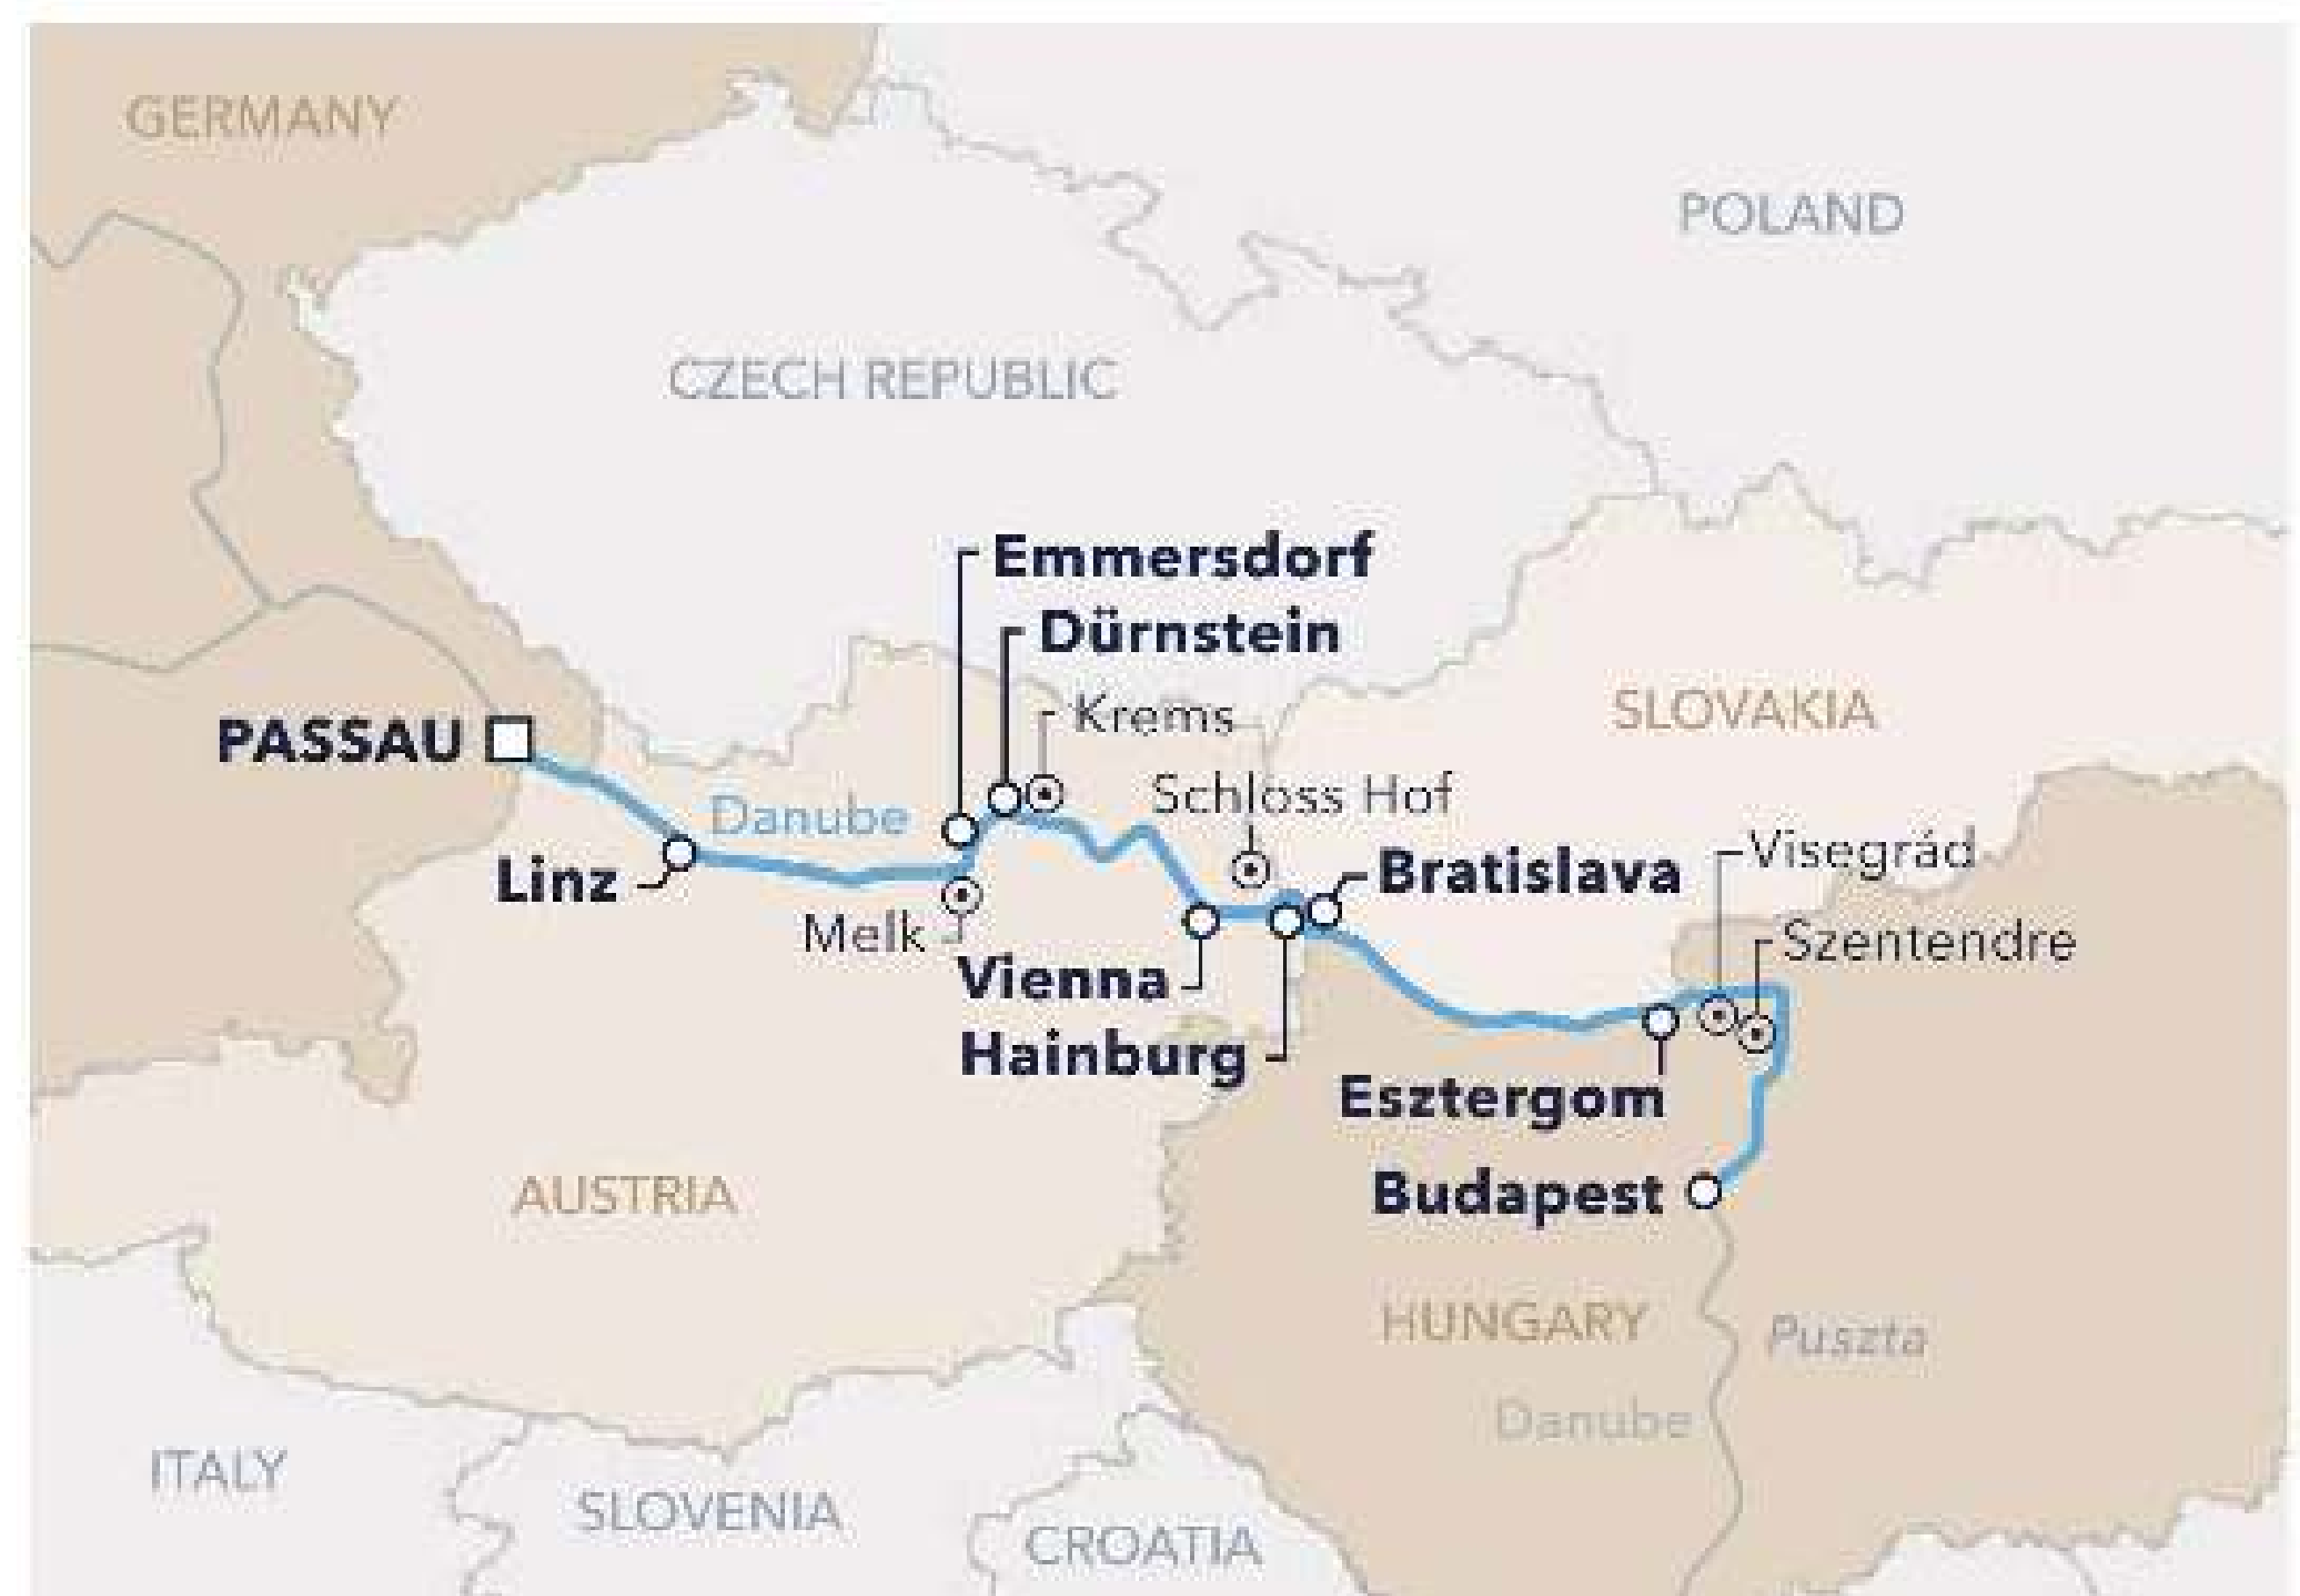 GERMANY
POLAND
CZECH REPUBLIC
Emmersdorf
Dürnstein
Krems
SLOVAKIA
PASSAU
Schloss Hof
Danube
Visegrád
Linz
Bratislava
Melk
Szentendre
Vienna
Hainburg
Esztergom
AUSTRIA
Budapest
HUNGARY
Puszta
Danube
ITALY
SLOVENIA
CROATIA